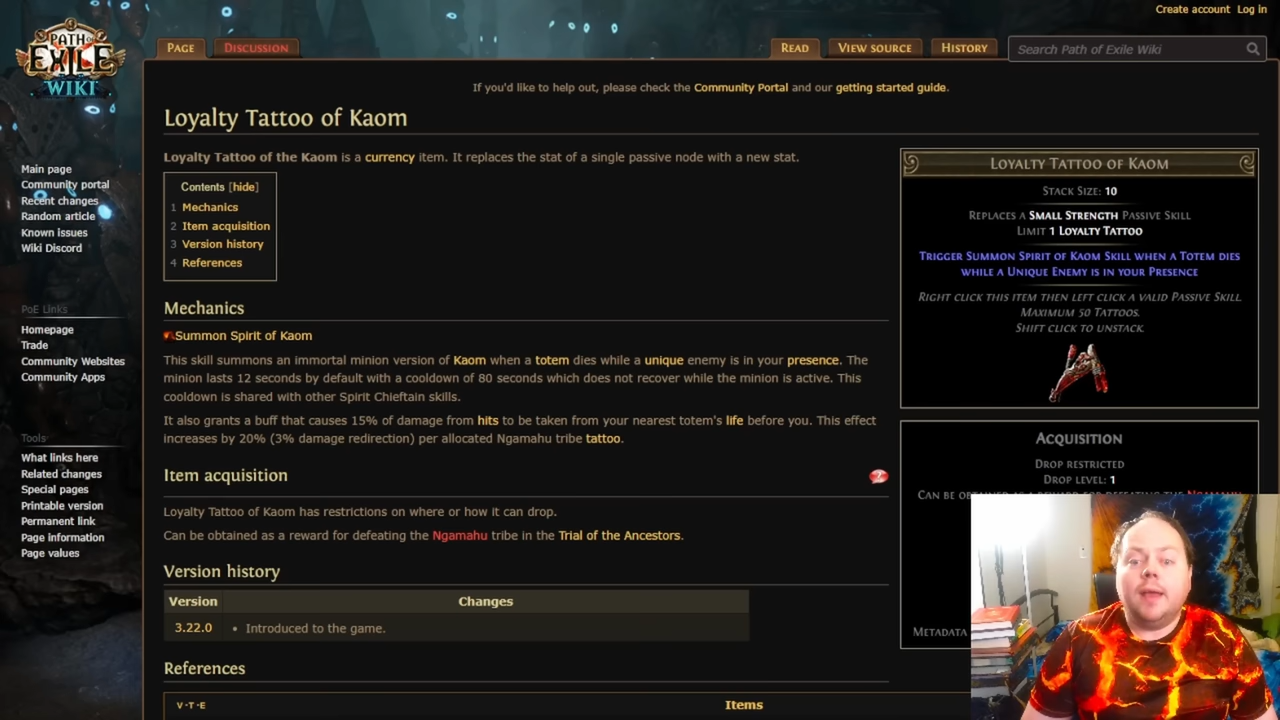 Create account Log in
PATH OF
EXILE
WIKI
PAGE DISCUSSION READ VIEW SOURCE HISTORY Search Path of Exile Wiki
If you'd like to help out, please check the Community Portal and our getting started guide.
Loyalty Tattoo of Kaom
Loyalty Tattoo of the Kaom is a currency item. It replaces the stat of a single passive node with a new stat.
Contents [hide]
1 Mechanics
2 Item acquisition
3 Version history
4 References
Main page
Community portal
Recent changes
Random article
Known issues
Wiki Discord
PoE Links
Homepage
Trade
Community Websites
Community Apps
Tools
What links here
Related changes
Special pages
Printable version
Permanent link
Page information
Page values
Mechanics
Summon Spirit of Kaom
This skill summons an immortal minion version of Kaom when a totem dies while a unique enemy is in your presence. The
minion lasts 12 seconds by default with a cooldown of 80 seconds which does not recover while the minion is active. This
cooldown is shared with other Spirit Chieftain skills.
It also grants a buff that causes 15% of damage from hits to be taken from your nearest totem's life before you. This effect
increases by 20% (3% damage redirection) per allocated Ngamahu tribe tattoo.
Item acquisition
Loyalty Tattoo of Kaom has restrictions on where or how it can drop.
Can be obtained as a reward for defeating the Ngamahu tribe in the Trial of the Ancestors.
Version history
Version Changes
3.22.0 • Introduced to the game.
References
V · T · E Items
LOYALTY TATTOO OF KAOM
STACK SIZE: 10
REPLACES A SMALL STRENGTH PASSIVE SKILL
LIMIT 1 LOYALTY TATTOO
TRIGGER SUMMON SPIRIT OF KAOM SKILL WHEN A TOTEM DIES
WHILE A UNIQUE ENEMY IS IN YOUR PRESENCE
RIGHT CLICK THIS ITEM THEN LEFT CLICK A VALID PASSIVE SKILL.
MAXIMUM 50 TATTOOS.
SHIFT CLICK TO UNSTACK.
ACQUISITION
DROP RESTRICTED
DROP LEVEL: 1
CAN BE
METADATA